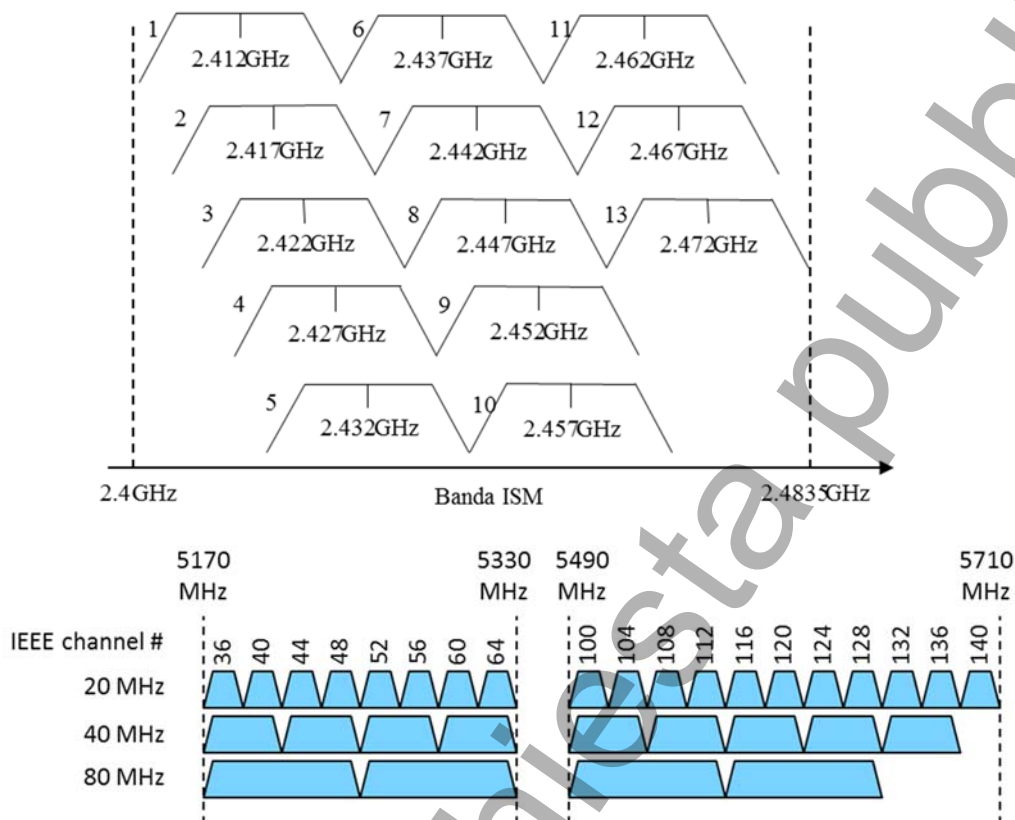 1 2.412GHz 6 2.437GHz 11 2.462GHz
2 2.417GHz 7 2.442GHz 12 2.467GHz
3 2.422GHz 8 2.447GHz 13 2.472GHz
4 2.427GHz 9 2.452GHz
5 2.432GHz 10 2.457GHz
2.4GHz Banda ISM 2.4835GHz
5170 5330 5490 5710
MHz MHz MHz MHz
IEEE channel # 36 40 44 48 52 56 60 64 100 104 108 112 116 120 124 128 132 136 140
20 MHz
40 MHz
80 MHz